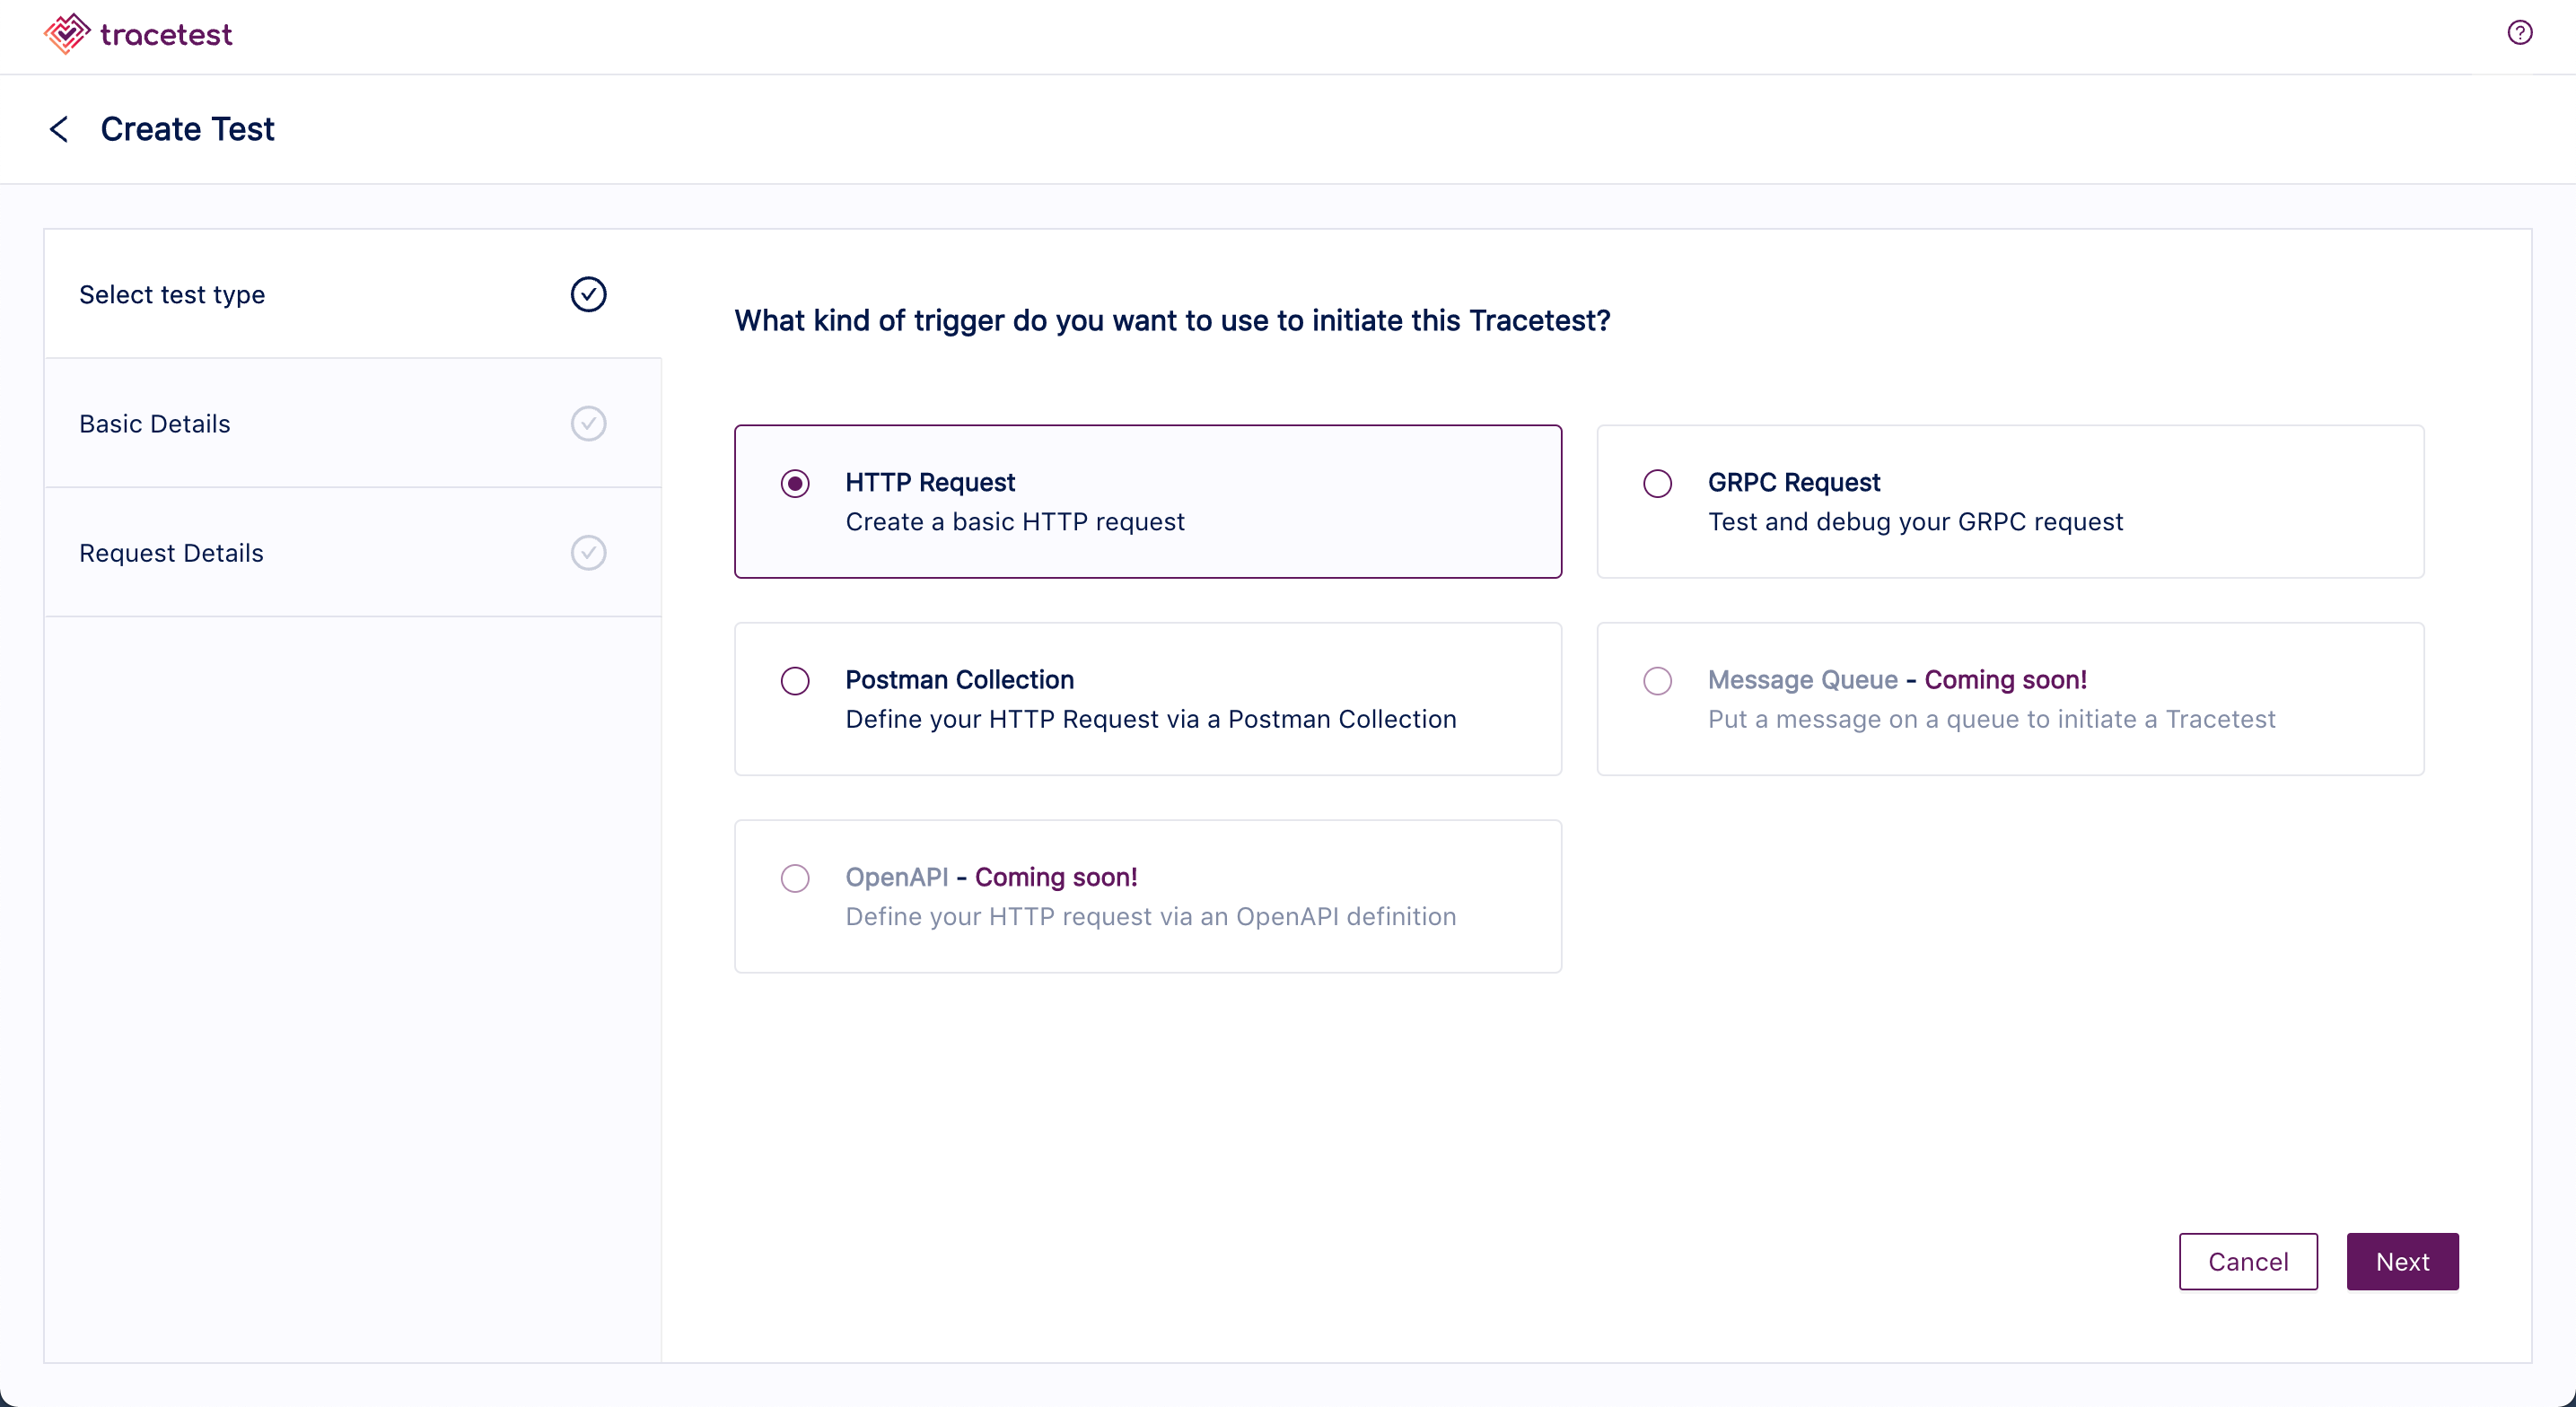 tracetest
Create Test
Select test type
Basic Details
Request Details
What kind of trigger do you want to use to initiate this Tracetest?
HTTP Request
Create a basic HTTP request
GRPC Request
Test and debug your GRPC request
Postman Collection
Define your HTTP Request via a Postman Collection
Message Queue - Coming soon!
Put a message on a queue to initiate a Tracetest
OpenAPI - Coming soon!
Define your HTTP request via an OpenAPI definition
Cancel
Next